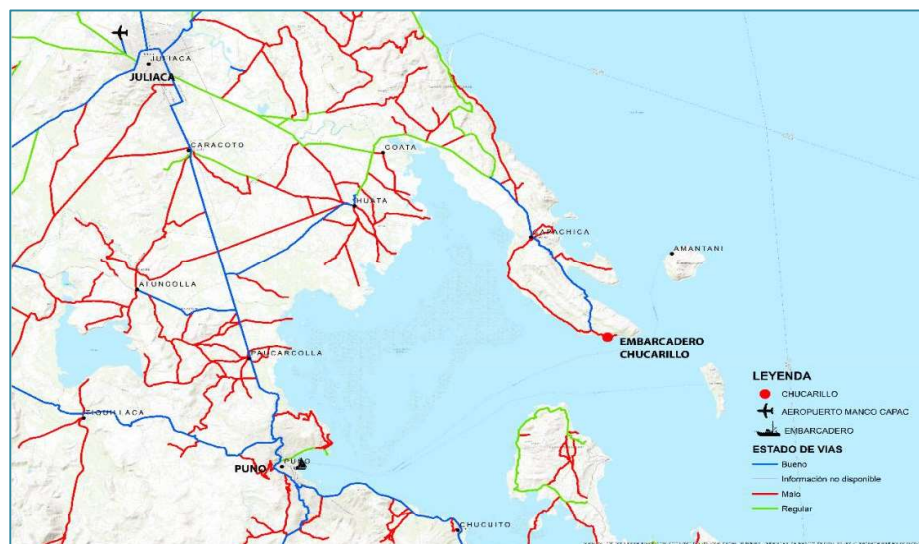 JULIACA
JULIACA
CARACOTO
COATA
HUATA
CAPACHICA
AMANTANI
ATUNCOLLA
EMBARCADERO
CHUCARILLO
PAUCARCOLLA
TIQUILLACA
PUNO
PUNO
CHUCUITO
LEYENDA
CHUCARILLO
AEROPUERTO MANCO CAPAC
EMBARCADERO
ESTADO DE VIAS
Bueno
Información no disponible
Malo
Regular